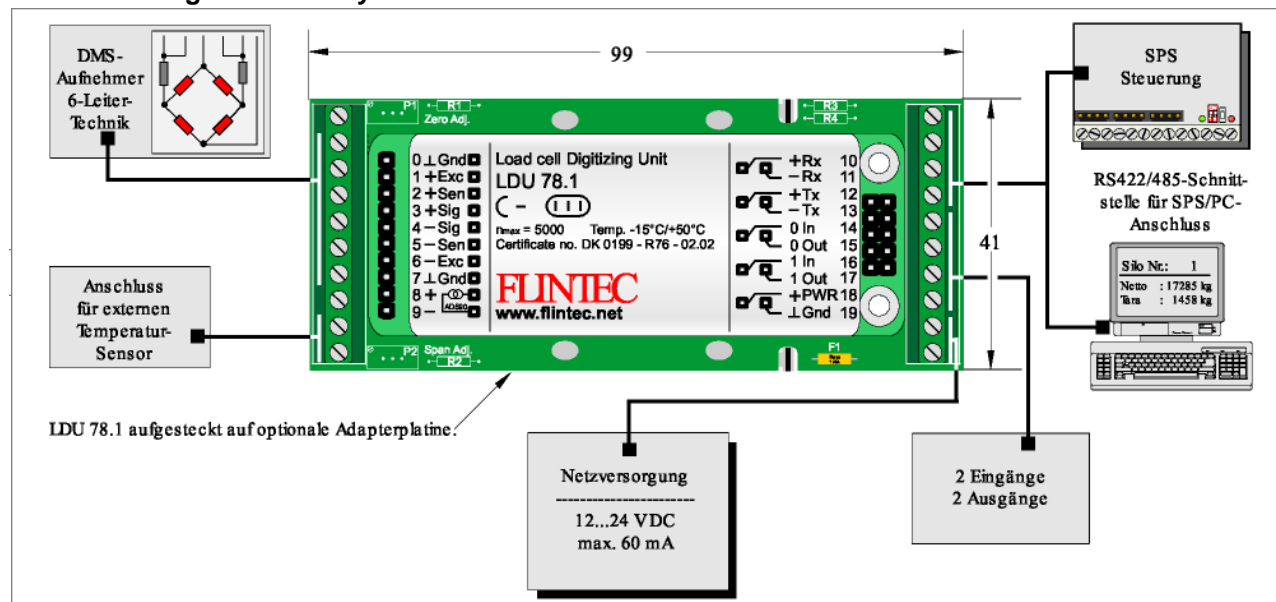 DMS-
Aufnehmer
6-Leiter-
Technik
99
SPS
Steuerung
P1
R1
Zero Adj.
R3
R4
0⊥Gnd
1+Exc
2+Sen
3+Sig
4−Sig
5−Sen
6−Exc
7⊥Gnd
8+
9−
AD590
Load cell Digitizing Unit
LDU 78.1
nmax = 5000 Temp. -15°C/+50°C
Certificate no. DK 0199 - R76 - 02.02
FLINTEC
www.flintec.net
+Rx 10
−Rx 11
+Tx 12
−Tx 13
0 In 14
0 Out 15
1 In 16
1 Out 17
+PWR 18
⊥Gnd 19
41
RS422/485-Schnitt-
stelle für SPS/PC-
Anschluss
Silo Nr.: 1
Netto : 17285 kg
Tara : 1458 kg
Anschluss
für externen
Temperatur-
Sensor
P2
Span Adj.
R2
F1
LDU 78.1 aufgesteckt auf optionale Adapterplatine.
Netzversorgung
12...24 VDC
max. 60 mA
2 Eingänge
2 Ausgänge